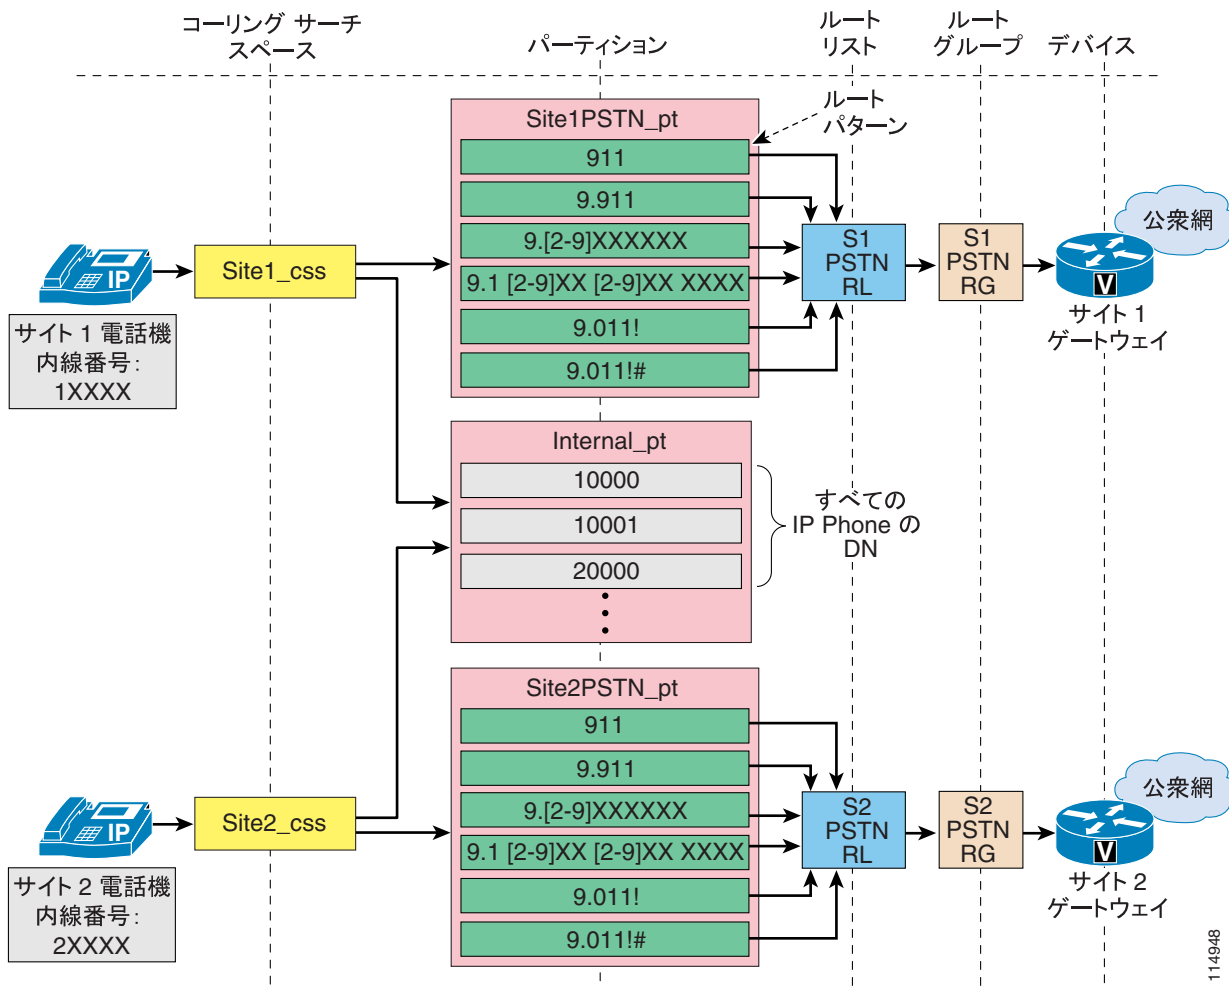 コーリング サーチ
スペース
パーティション
ルート
リスト
ルート
グループ
デバイス
Site1PSTN_pt
ルート
パターン
911
9.911
9.[2-9]XXXXXX
9.1 [2-9]XX [2-9]XX XXXX
9.011!
9.011!#
IP
Site1_css
サイト 1 電話機
内線番号:
1XXXX
S1
PSTN
RL
S1
PSTN
RG
公衆網
V
サイト 1
ゲートウェイ
Internal_pt
10000
10001
20000
すべての
IP Phone の
DN
Site2PSTN_pt
911
9.911
9.[2-9]XXXXXX
9.1 [2-9]XX [2-9]XX XXXX
9.011!
9.011!#
IP
Site2_css
サイト 2 電話機
内線番号:
2XXXX
S2
PSTN
RL
S2
PSTN
RG
公衆網
V
サイト 2
ゲートウェイ
114948